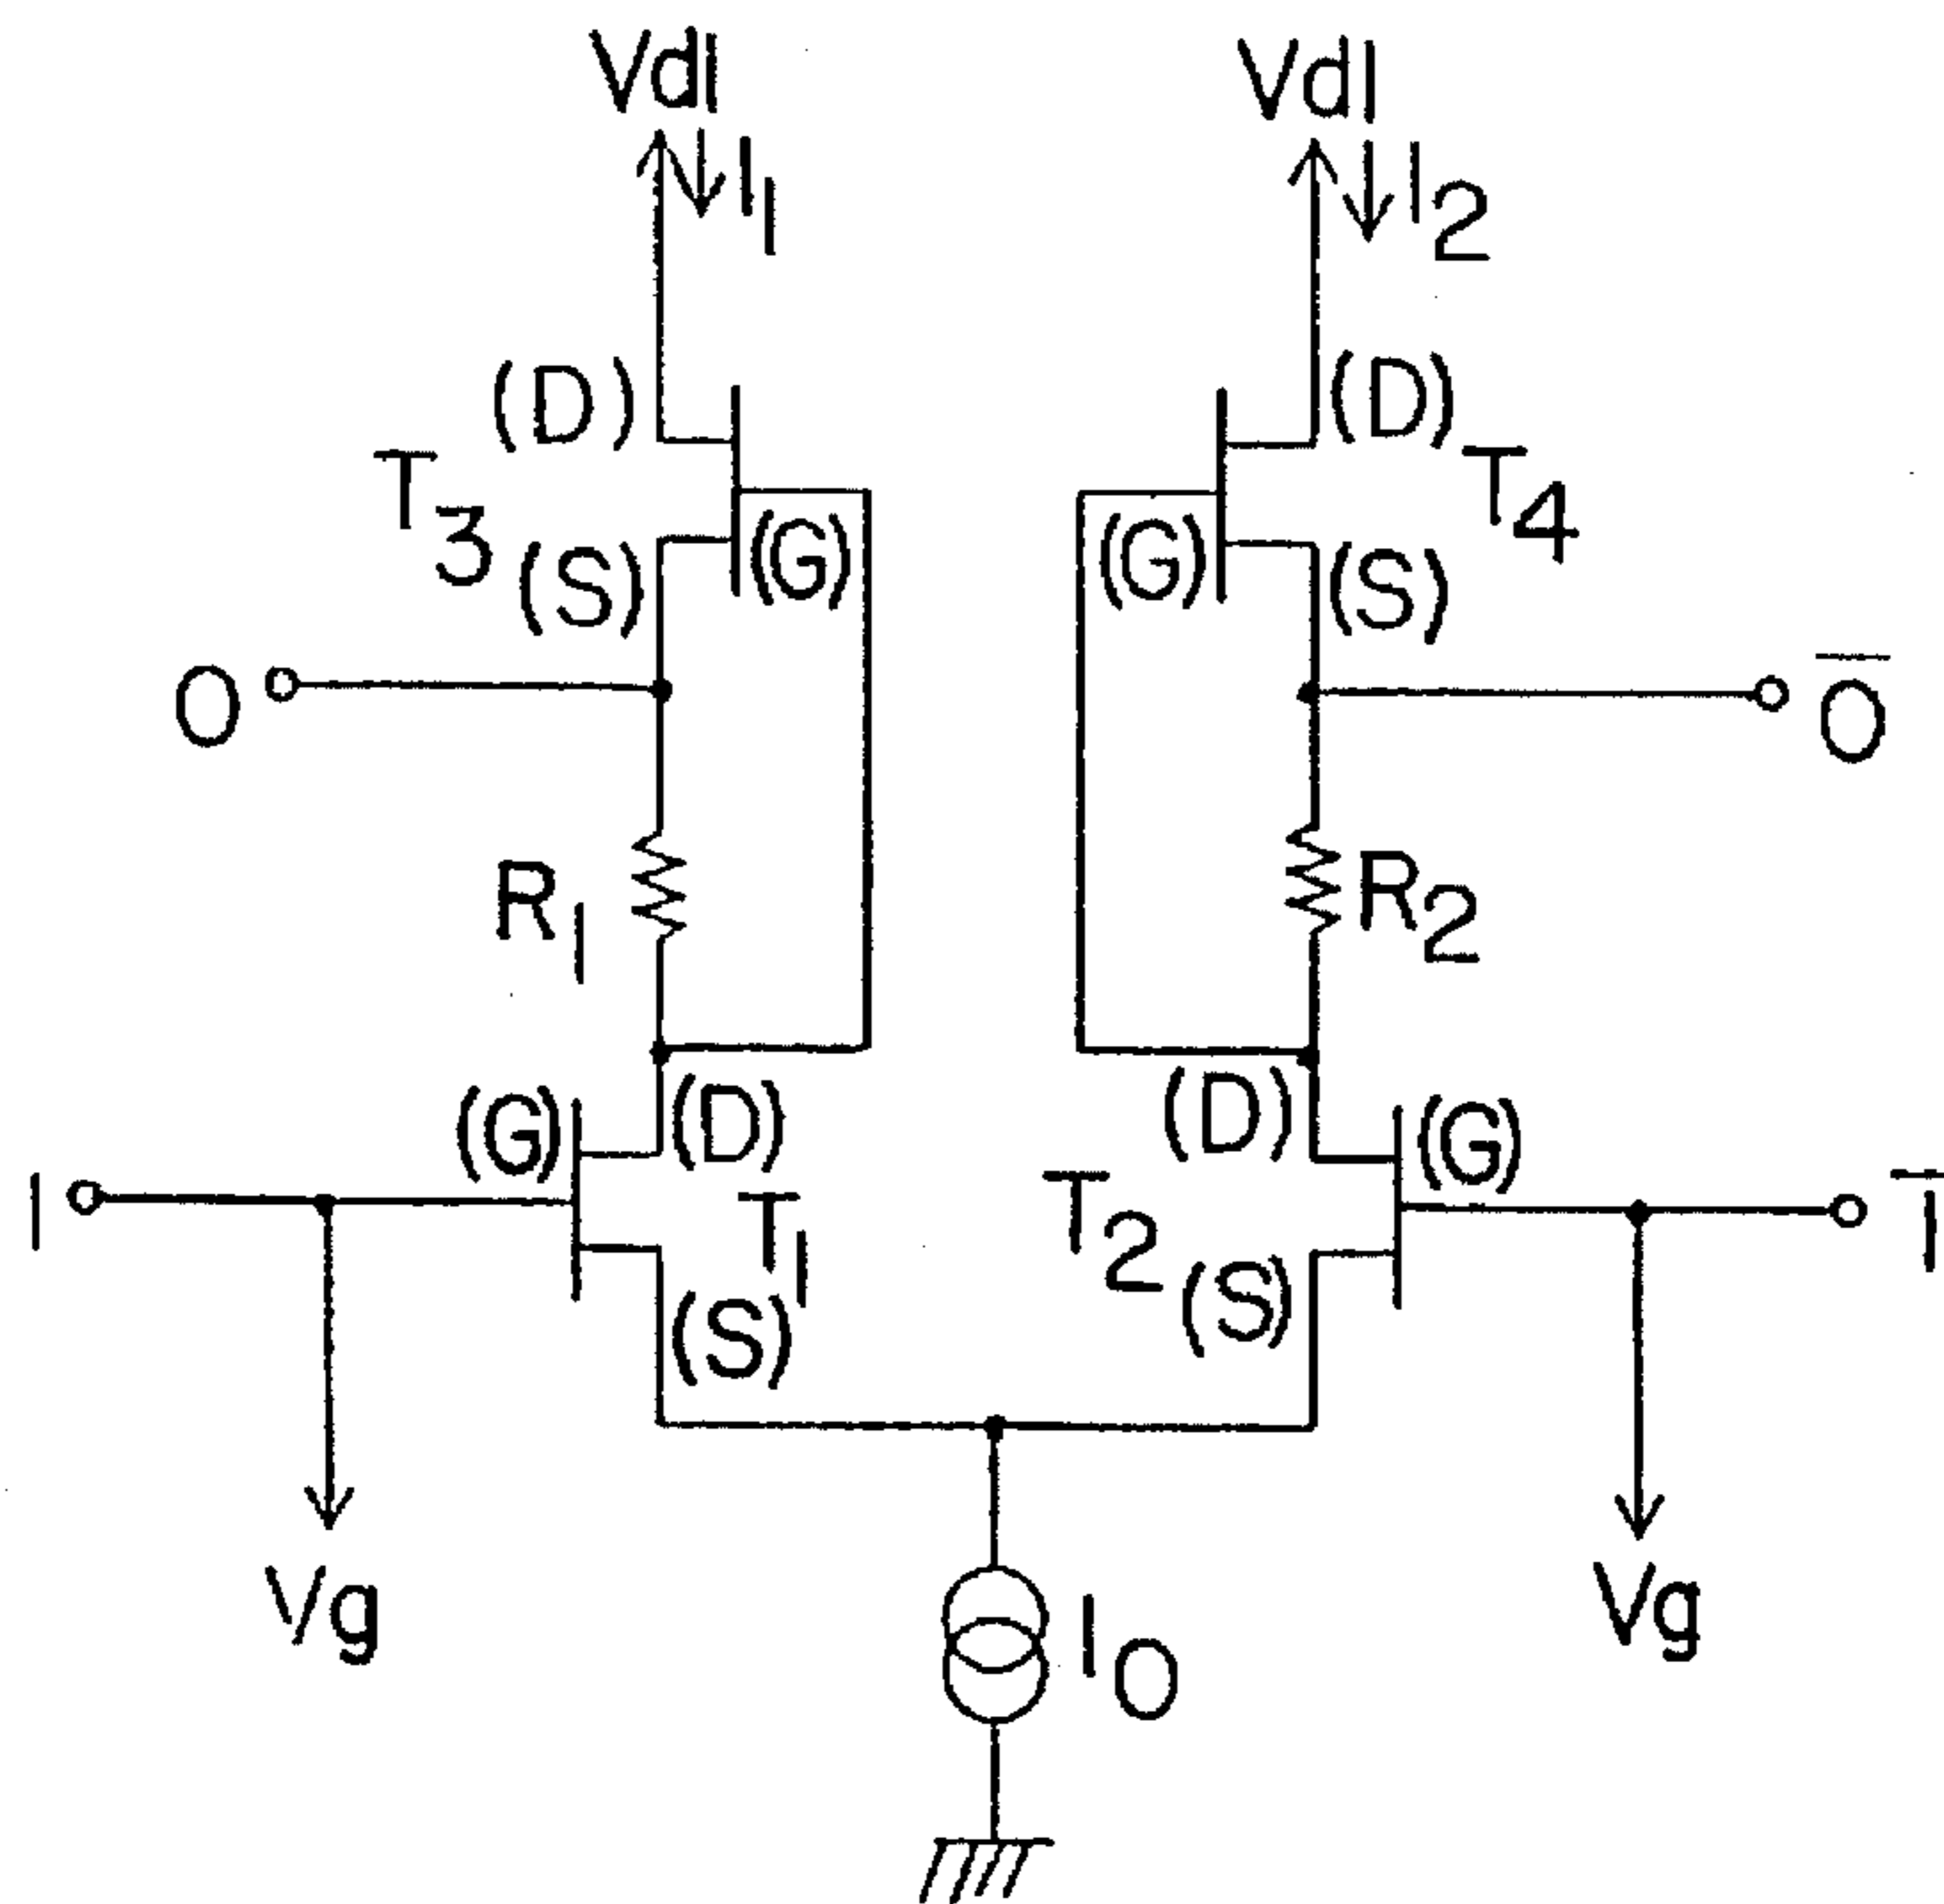 Vdl Vdl
I1 I2
(D) (D)
T3 T4
(S) (G) (G) (S)
O O̅
R1 R2
(G) (D) (D) (G)
I T1 T2 I̅
(S) (S)
Vg I0 Vg